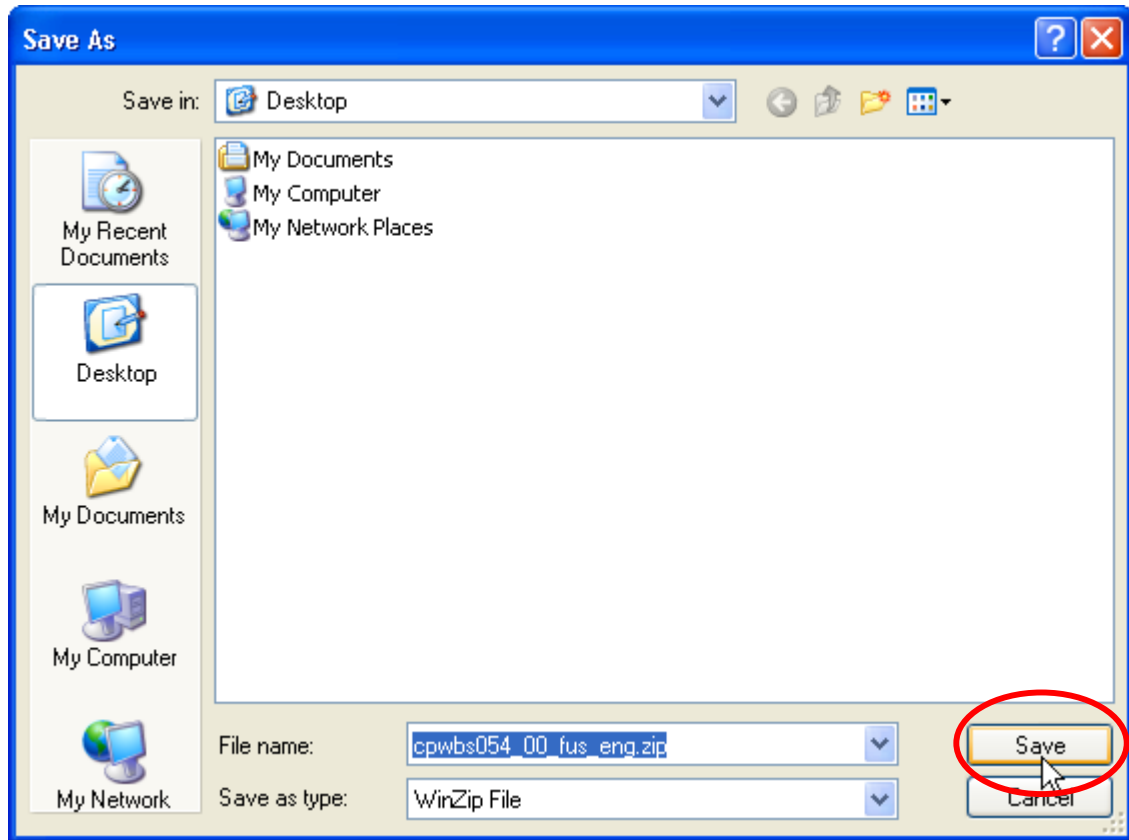 Save As
Save in:
Desktop
My Documents
My Computer
My Network Places
My Recent
Documents
Desktop
My Documents
My Computer
My Network
File name:
cpwbs054_00_fus_eng.zip
Save
Save as type:
WinZip File
Cancel